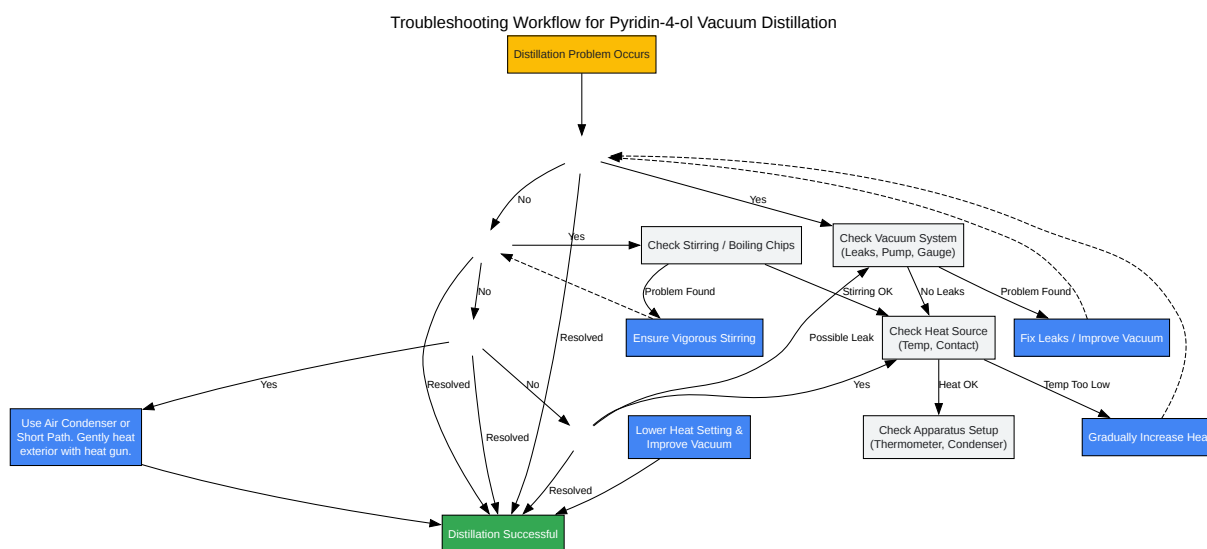 Troubleshooting Workflow for Pyridin-4-ol Vacuum Distillation
Distillation Problem Occurs
No
Yes
Yes
Check Stirring / Boiling Chips
Check Vacuum System
(Leaks, Pump, Gauge)
No
Problem Found
Stirring OK
No Leaks
Problem Found
Resolved
Ensure Vigorous Stirring
Possible Leak
Check Heat Source
(Temp, Contact)
Fix Leaks / Improve Vacuum
Yes
Resolved
No
Yes
Heat OK
Temp Too Low
Use Air Condenser or
Short Path. Gently heat
exterior with heat gun.
Resolved
Lower Heat Setting &
Improve Vacuum
Check Apparatus Setup
(Thermometer, Condenser)
Gradually Increase Hea
Resolved
Distillation Successful